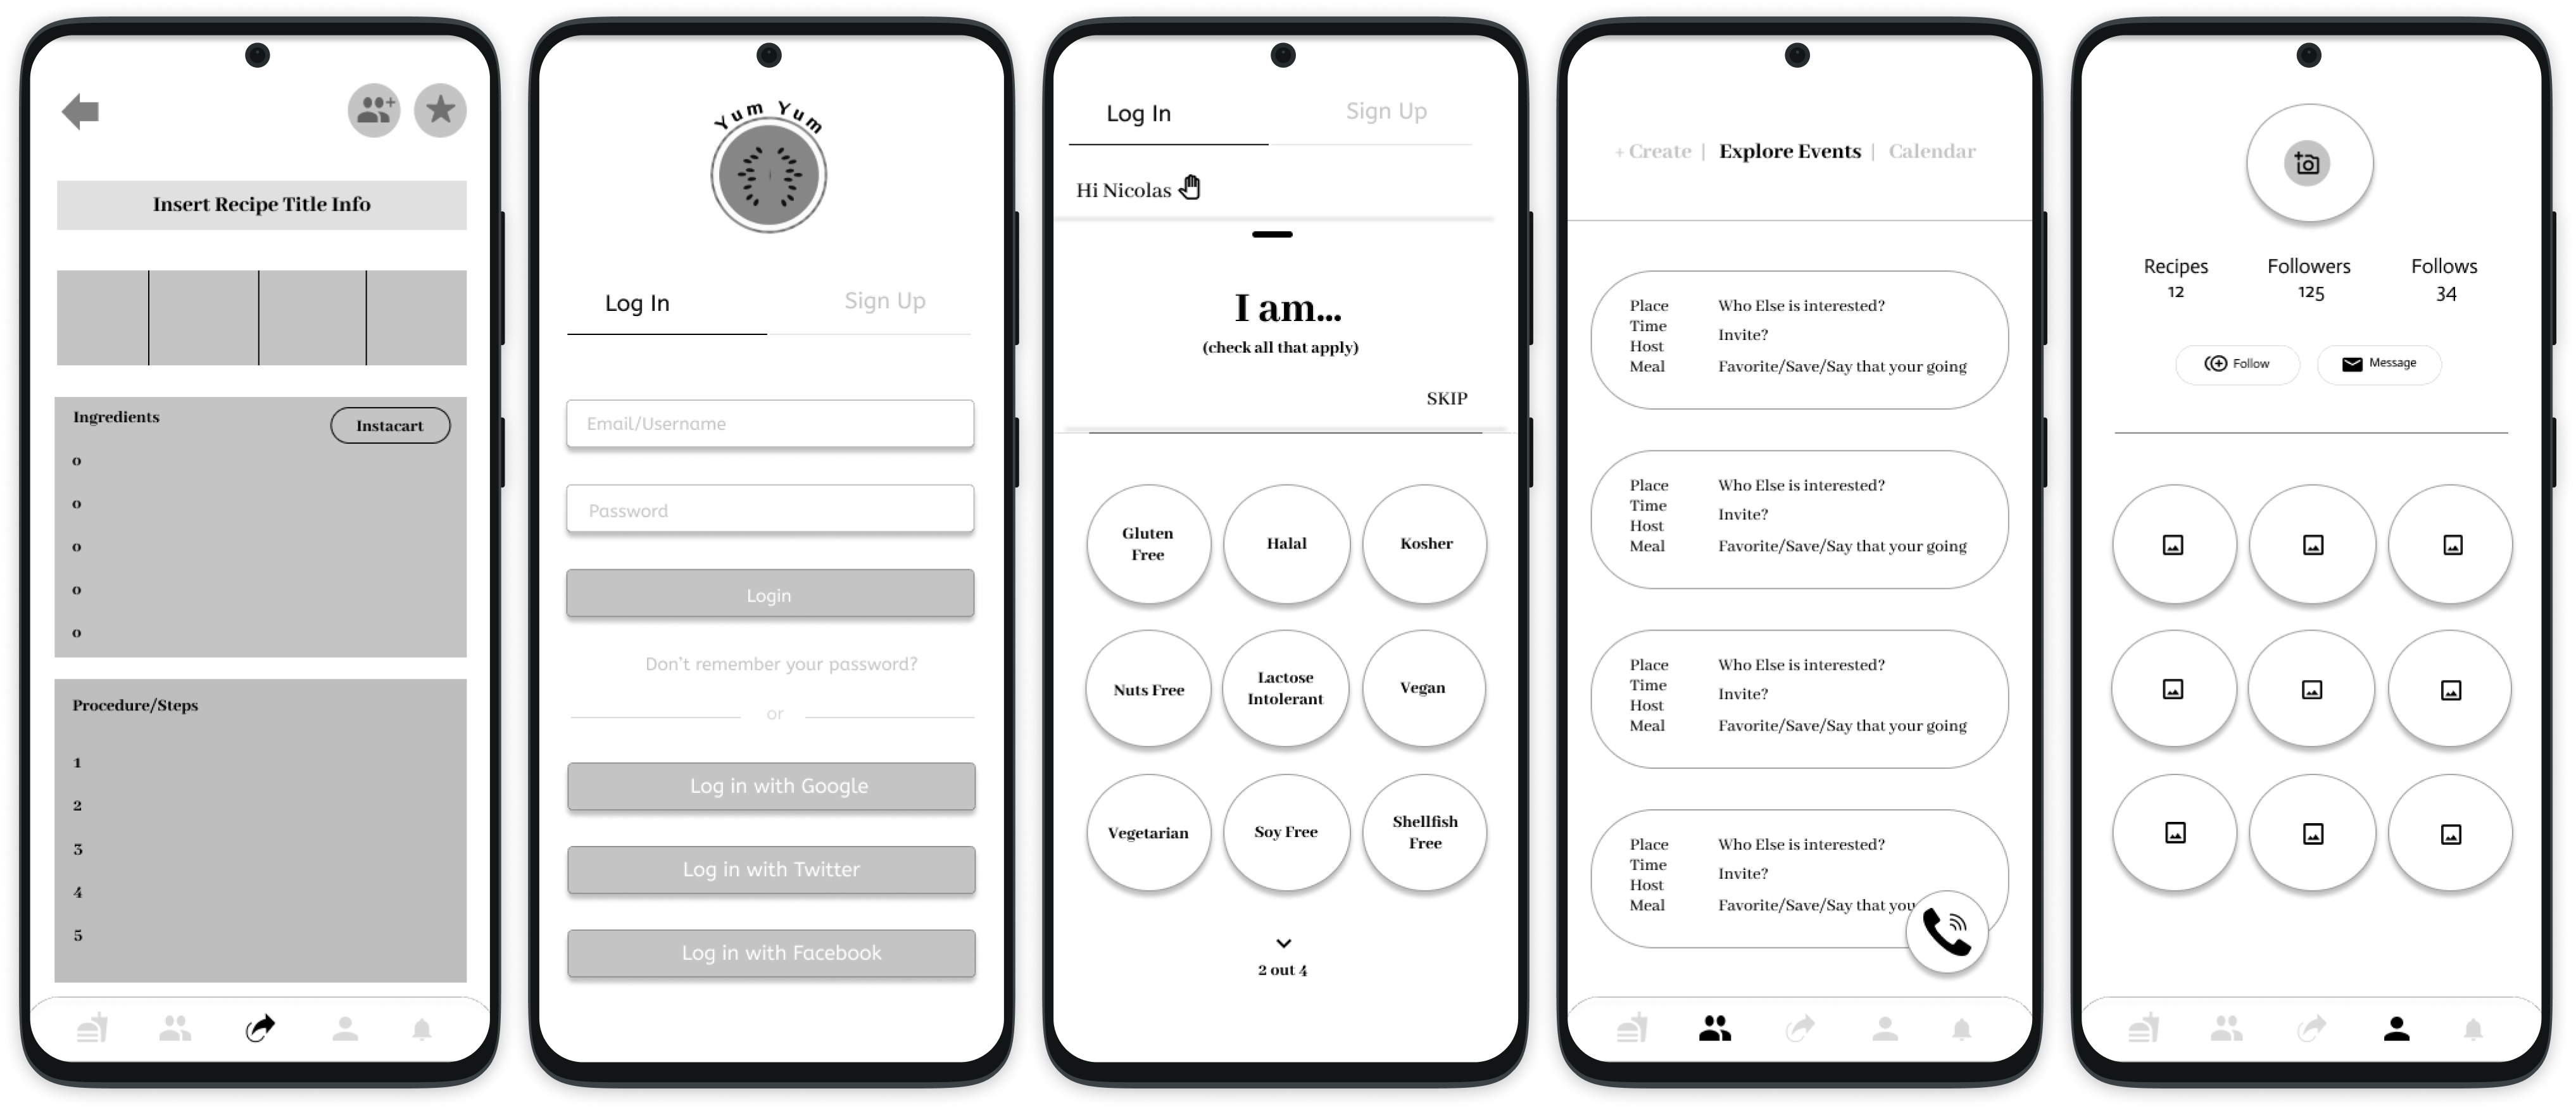 Insert Recipe Title Info
Ingredients
Instacart
o
o
o
o
o
Procedure/Steps
1
2
3
4
5
Yum Yum
Log In
Sign Up
Email/Username
Password
Login
Don't remember your password?
or
Log in with Google
Log in with Twitter
Log in with Facebook
Log In
Sign Up
Hi Nicolas
I am...
(check all that apply)
SKIP
Gluten
Free
Halal
Kosher
Nuts Free
Lactose
Intolerant
Vegan
Vegetarian
Soy Free
Shellfish
Free
2 out 4
+ Create | Explore Events | Calendar
Place
Time
Host
Meal
Who Else is interested?
Invite?
Favorite/Save/Say that your going
Place
Time
Host
Meal
Who Else is interested?
Invite?
Favorite/Save/Say that your going
Place
Time
Host
Meal
Who Else is interested?
Invite?
Favorite/Save/Say that your going
Place
Time
Host
Meal
Who Else is interested?
Invite?
Favorite/Save/Say that you
Recipes
12
Followers
125
Follows
34
Follow
Message